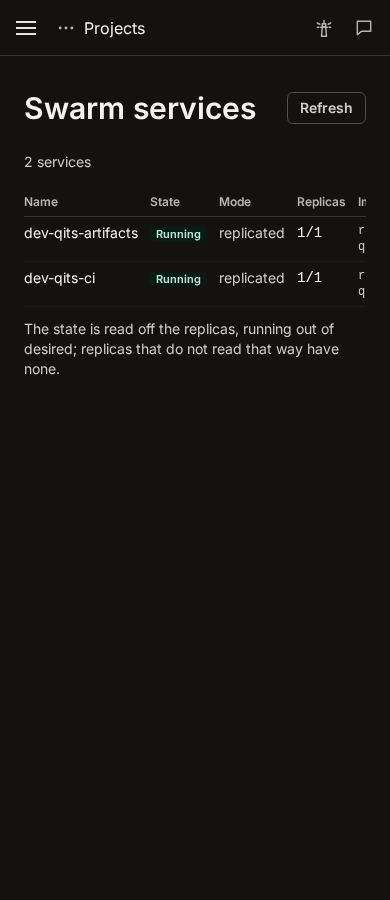 Projects
Swarm services
Refresh
2 services
Name State Mode Replicas
dev-qits-artifacts Running replicated 1/1 r
q
dev-qits-ci Running replicated 1/1 r
q
The state is read off the replicas, running out of
desired; replicas that do not read that way have
none.